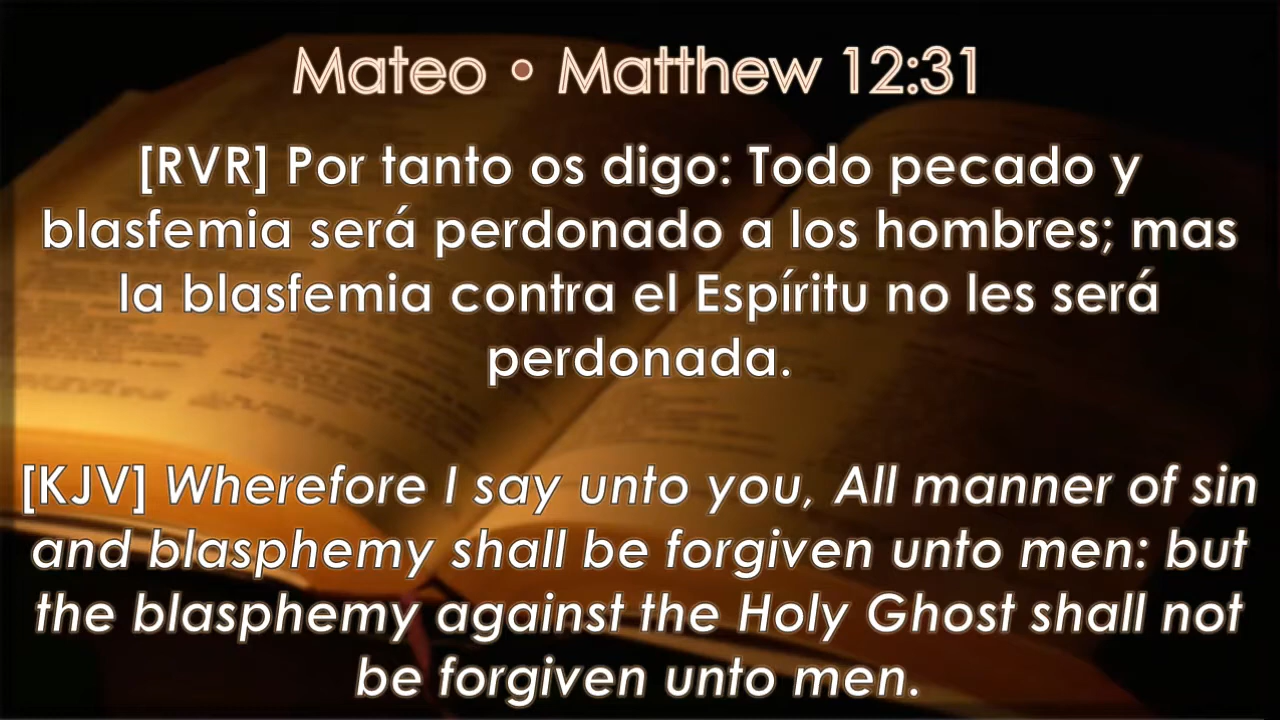 Mateo • Matthew 12:31
[RVR] Por tanto os digo: Todo pecado y
blasfemia será perdonado a los hombres; mas
la blasfemia contra el Espíritu no les será
perdonada.
[KJV] Wherefore I say unto you, All manner of sin
and blasphemy shall be forgiven unto men: but
the blasphemy against the Holy Ghost shall not
be forgiven unto men.